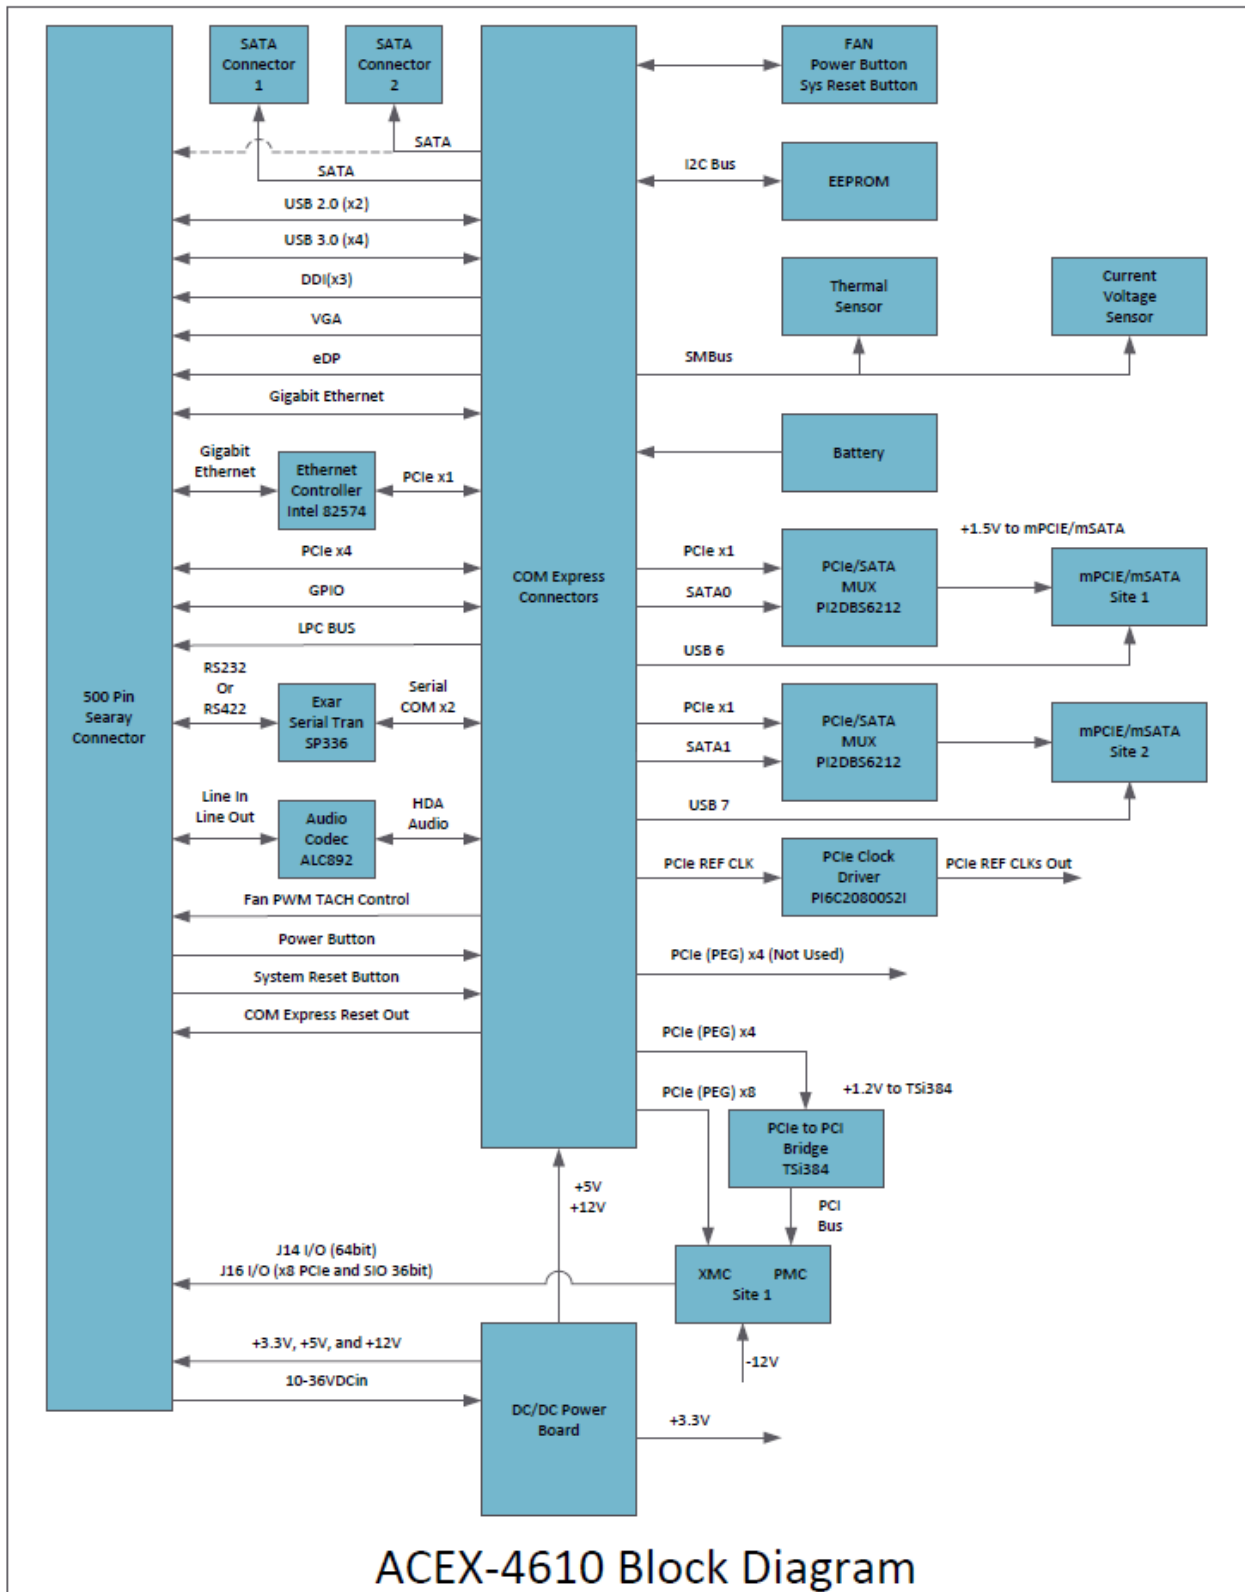 SATA
Connector
1
SATA
Connector
2
FAN
Power Button
Sys Reset Button
SATA
SATA
I2C Bus
EEPROM
USB 2.0 (x2)
USB 3.0 (x4)
DDI(x3)
VGA
eDP
Gigabit Ethernet
Thermal
Sensor
Current
Voltage
Sensor
SMBus
Gigabit
Ethernet
Ethernet
Controller
Intel 82574
PCIe x1
Battery
PCIe x4
GPIO
LPC BUS
COM Express
Connectors
PCIe x1
SATA0
PCIe/SATA
MUX
PI2DBS6212
+1.5V to mPCIE/mSATA
mPCIE/mSATA
Site 1
USB 6
500 Pin
Searay
Connector
RS232
Or
RS422
Exar
Serial Tran
SP336
Serial
COM x2
PCIe x1
SATA1
PCIe/SATA
MUX
PI2DBS6212
mPCIE/mSATA
Site 2
USB 7
Line In
Line Out
Audio
Codec
ALC892
HDA
Audio
PCIe REF CLK
PCIe Clock
Driver
PI6C20800S2I
PCIe REF CLKs Out
Fan PWM TACH Control
Power Button
System Reset Button
COM Express Reset Out
PCIe (PEG) x4 (Not Used)
PCIe (PEG) x4
PCIe (PEG) x8
+1.2V to TSi384
PCIe to PCI
Bridge
TSi384
+5V
+12V
PCI
Bus
J14 I/O (64bit)
J16 I/O (x8 PCIe and SIO 36bit)
XMC PMC
Site 1
-12V
+3.3V, +5V, and +12V
10-36VDCin
DC/DC Power
Board
+3.3V
ACEX-4610 Block Diagram